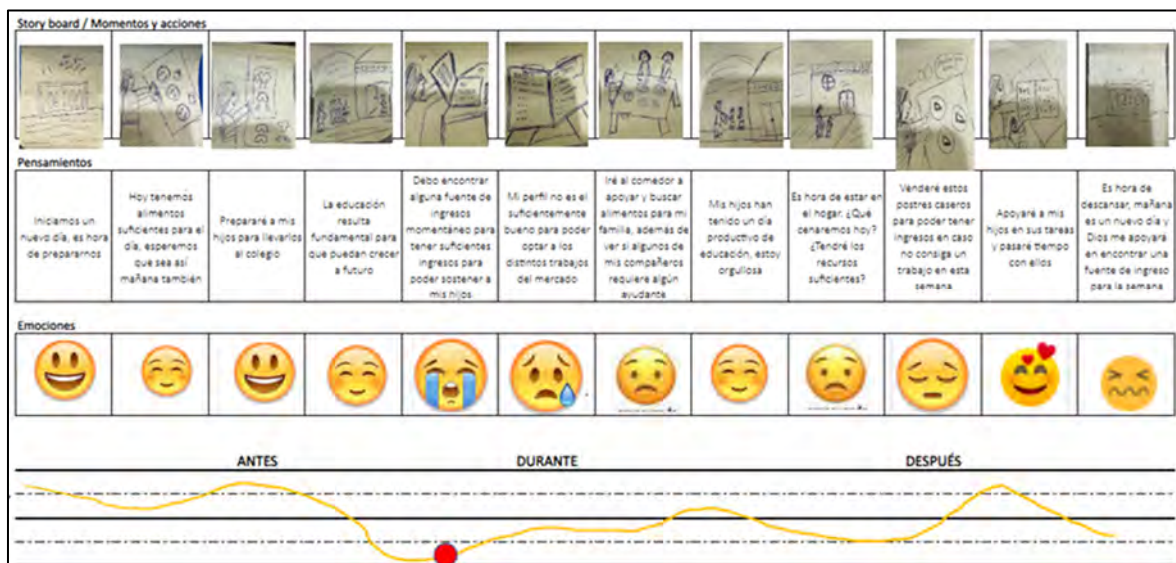 Story board / Momentos y acciones
Pensamientos
Iniciamos un
nuevo día, es hora
de prepararnos
Hoy tenemos
alimentos
suficientes para el
día, esperemos
que sea así
mañana también
Prepararé a mis
hijos para llevarlos
al colegio
La educación
resulta
fundamental para
que puedan crecer
a futuro
Debo encontrar
alguna fuente de
ingresos
momentáneo para
tener suficientes
ingresos para
poder sostener a
mis hijos
Mi perfil no es el
suficientemente
bueno para poder
optar a los
distintos trabajos
del mercado
Iré al comedor a
apoyar y buscar
alimentos para mi
familia, además de
ver si algunos de
mis compañeros
requiere algún
ayudante
Mis hijos han
tenido un día
productivo de
educación, estoy
orgullosa
Es hora de estar en
el hogar. ¿Qué
cenaremos hoy?
¿Tendré los
recursos
suficientes?
Venderé estos
postres caseros
para poder tener
ingresos en caso
no consiga un
trabajo en esta
semana
Apoyaré a mis
hijos en sus tareas
y pasaré tiempo
con ellos
Es hora de
descansar, mañana
es un nuevo día y
Dios me apoyará
en encontrar una
fuente de ingreso
para la semana
Emociones
ANTES
DURANTE
DESPUÉS